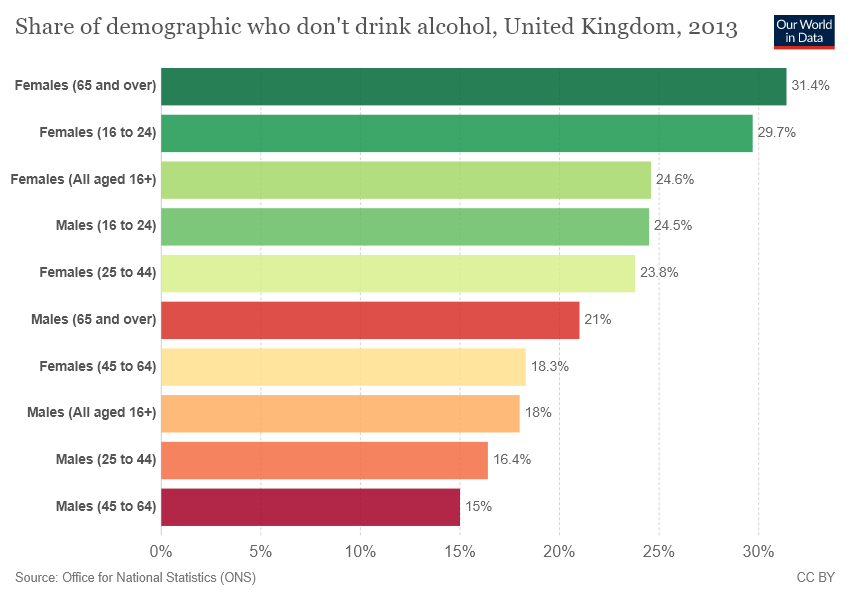 Share of demographic who don't drink alcohol, United Kingdom, 2013
Our World
in Data
Females (65 and over) 31.4%
Females (16 to 24) 29.7%
Females (All aged 16+) 24.6%
Males (16 to 24) 24.5%
Females (25 to 44) 23.8%
Males (65 and over) 21%
Females (45 to 64) 18.3%
Males (All aged 16+) 18%
Males (25 to 44) 16.4%
Males (45 to 64) 15%
0% 5% 10% 15% 20% 25% 30%
Source: Office for National Statistics (ONS) CC BY